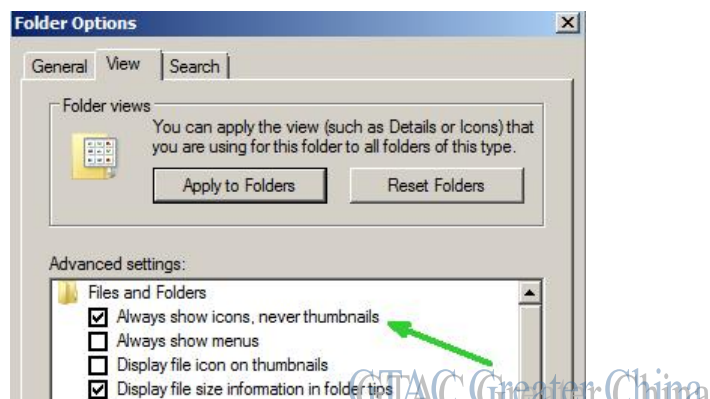 Folder Options
General View Search
Folder views
You can apply the view (such as Details or Icons) that
you are using for this folder to all folders of this type.
Apply to Folders Reset Folders
Advanced settings:
Files and Folders
Always show icons, never thumbnails
Always show menus
Display file icon on thumbnails
Display file size information in folder tips
GTAC Greater China